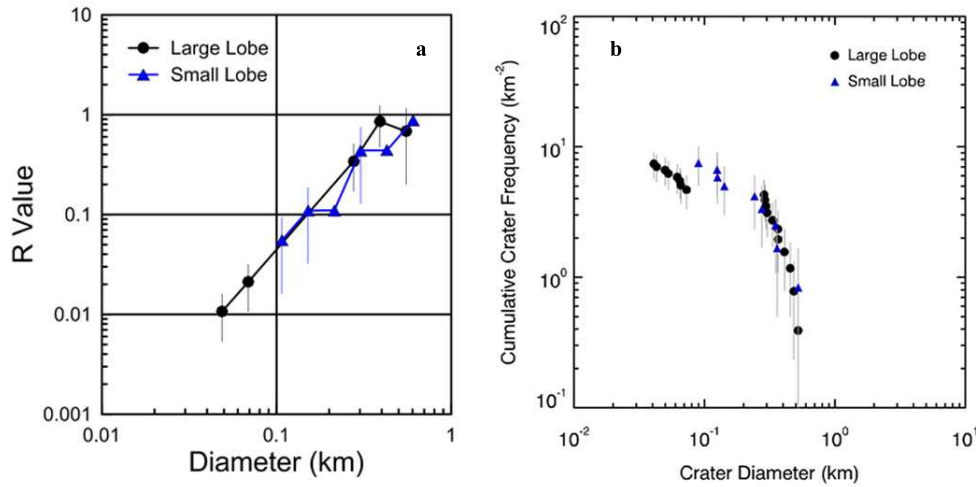 10
1
0.1
0.01
0.001
R Value
Large Lobe
Small Lobe
a
0.01
0.1
1
Diameter (km)
10²
10¹
10⁰
10⁻¹
Cumulative Crater Frequency (km⁻²)
b
Large Lobe
Small Lobe
10⁻²
10⁻¹
10⁰
10¹
Crater Diameter (km)